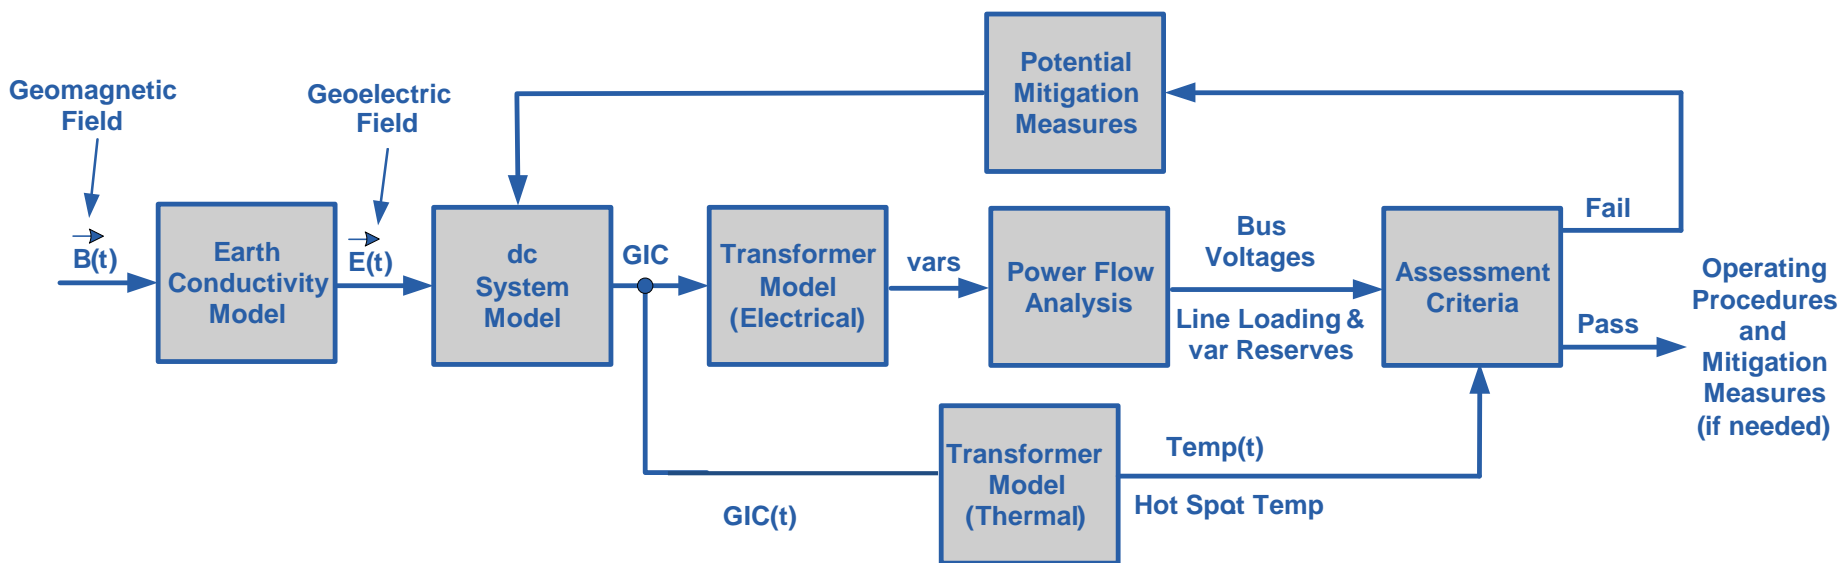 Geomagnetic
Field
Geoelectric
Field
Potential
Mitigation
Measures
B(t)
Earth
Conductivity
Model
E(t)
dc
System
Model
GIC
Transformer
Model
(Electrical)
vars
Power Flow
Analysis
Bus
Voltages
Line Loading &
var Reserves
Assessment
Criteria
Fail
Pass
Operating
Procedures
and
Mitigation
Measures
(if needed)
GIC(t)
Transformer
Model
(Thermal)
Temp(t)
Hot Spot Temp